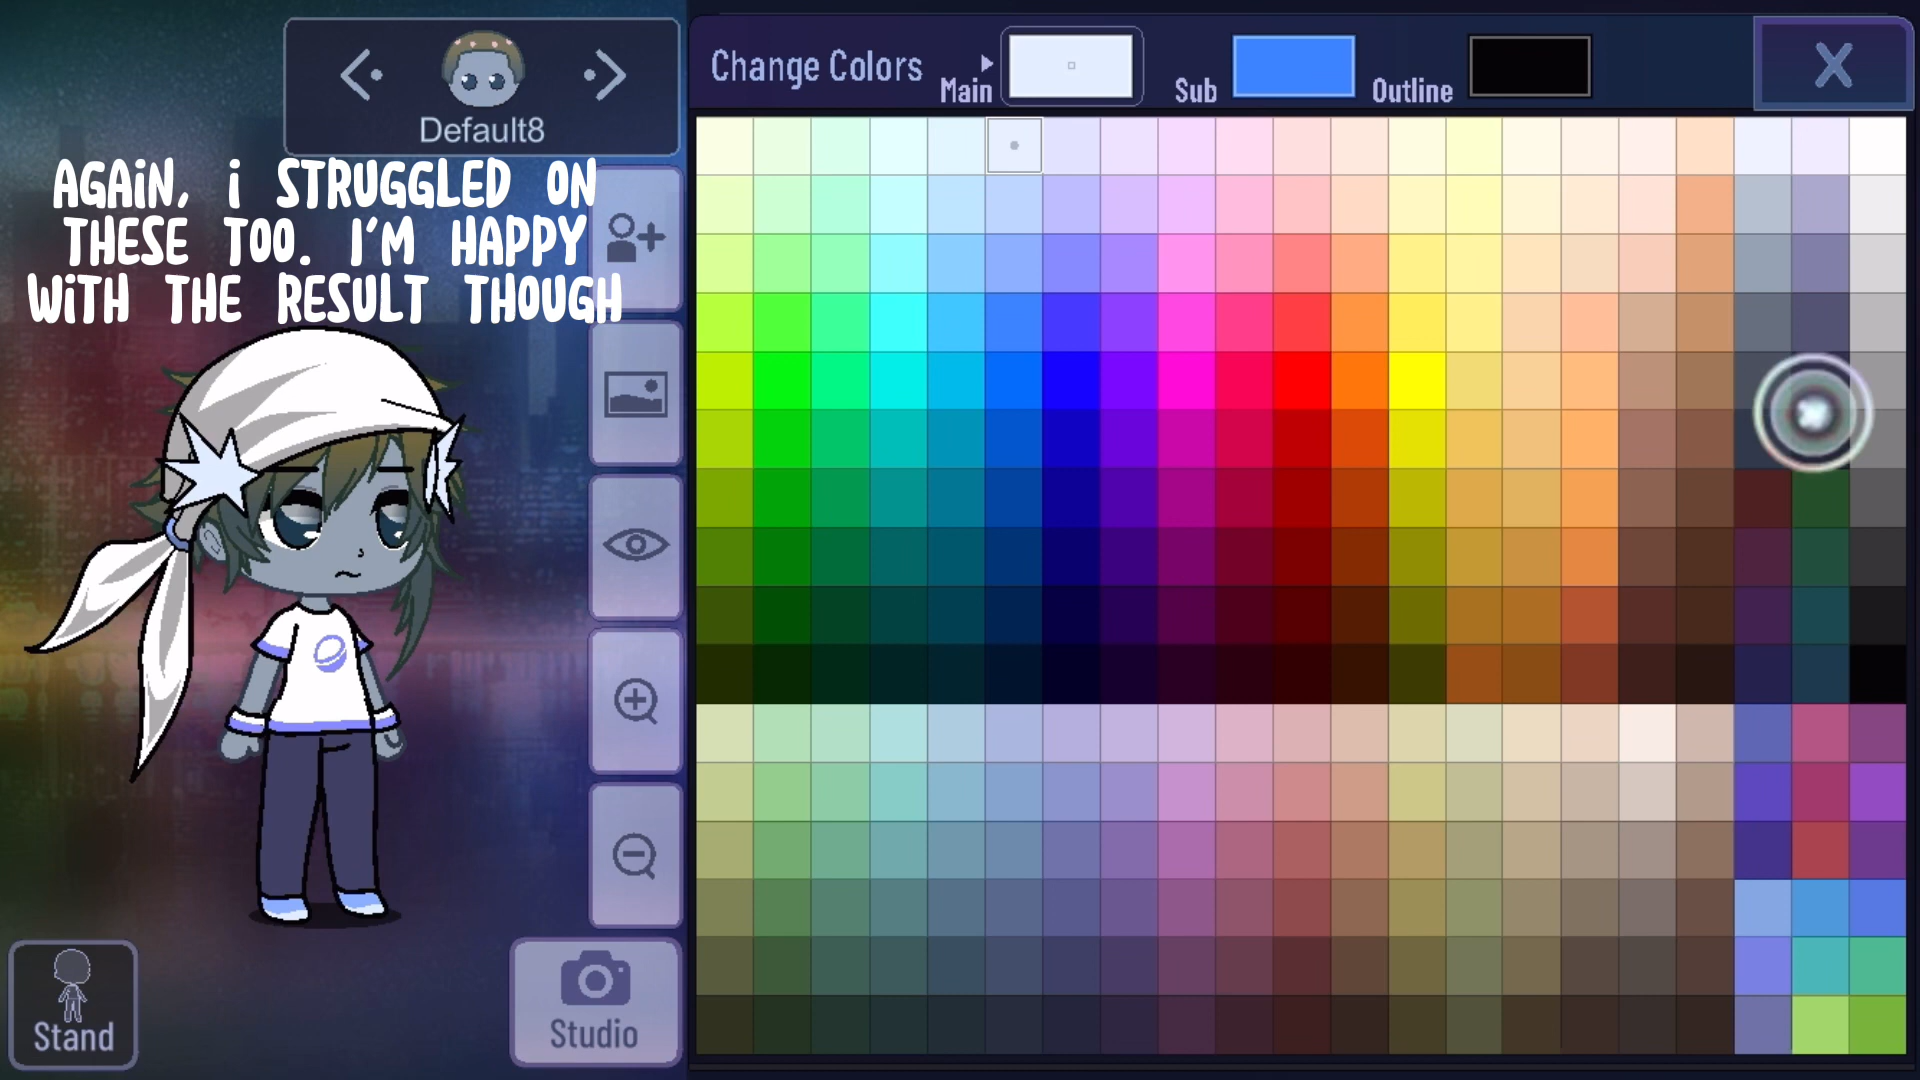 Default8
Change Colors
Main
Sub
Outline
X
AGAiN, i STRUGGLED ON
THESE TOO. I'M HAPPY
WiTH THE RESULT THOUGH
Stand
Studio